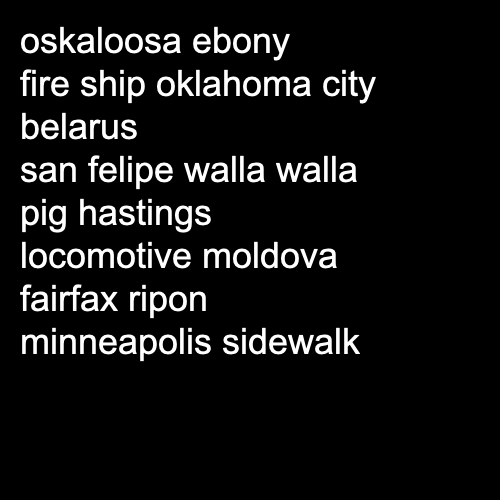 oskaloosa ebony
fire ship oklahoma city
belarus
san felipe walla walla
pig hastings
locomotive moldova
fairfax ripon
minneapolis sidewalk